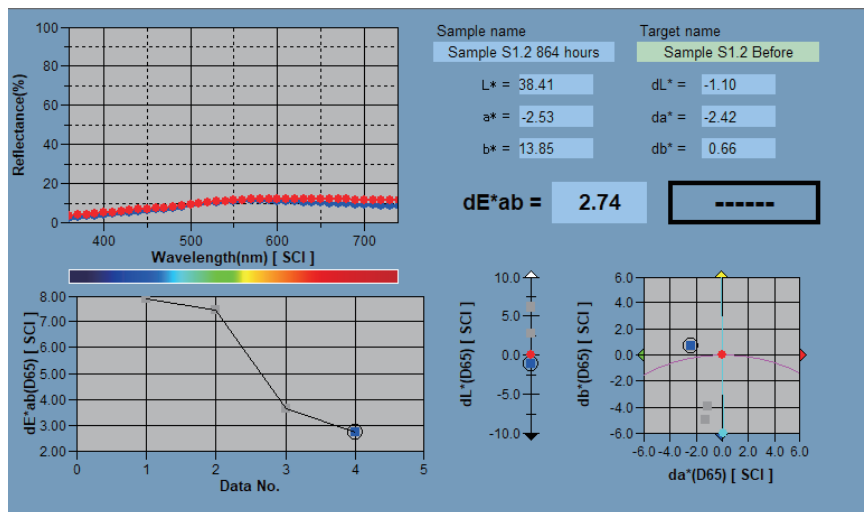 Sample name
Target name
Sample S1.2 864 hours
Sample S1.2 Before
L* = 38.41
dL* = -1.10
a* = -2.53
da* = -2.42
b* = 13.85
db* = 0.66
dE*ab = 2.74
------
Reflectance(%)
100
80
60
40
20
0
400 500 600 700
Wavelength(nm) [ SCI ]
dE*ab(D65) [ SCI ]
8.00
7.00
6.00
5.00
4.00
3.00
2.00
0 1 2 3 4 5
Data No.
dL*(D65) [ SCI ]
10.0
5.0
0.0
-5.0
-10.0
db*(D65) [ SCI ]
6.0
4.0
2.0
0.0
-2.0
-4.0
-6.0
-6.0 -4.0 -2.0 0.0 2.0 4.0 6.0
da*(D65) [ SCI ]